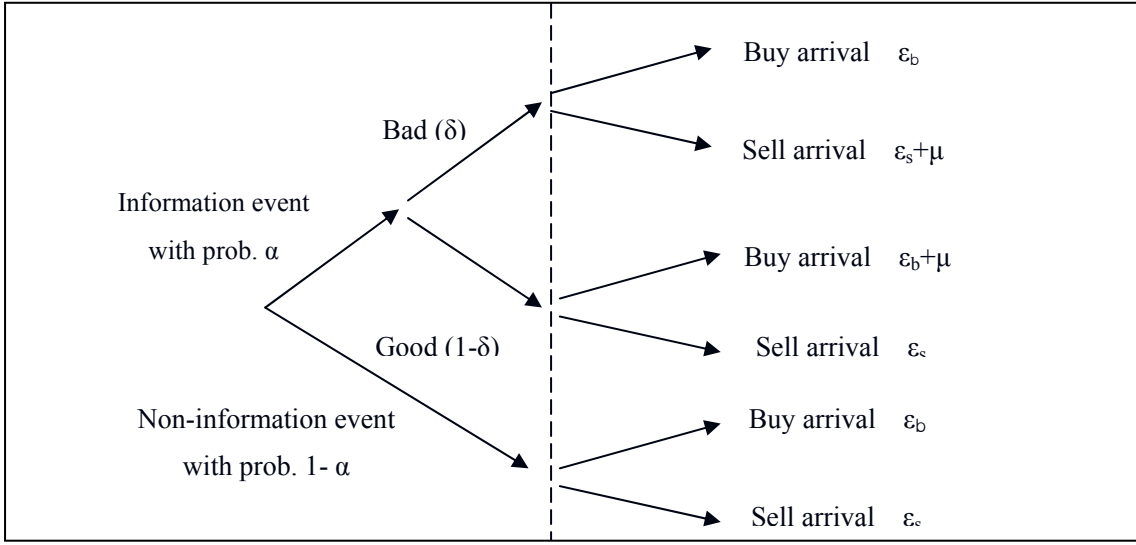 Buy arrival ε_b
Bad (δ)
Sell arrival ε_s+μ
Information event
with prob. α
Buy arrival ε_b+μ
Good (1-δ)
Sell arrival ε_s
Non-information event
with prob. 1- α
Buy arrival ε_b
Sell arrival ε_s